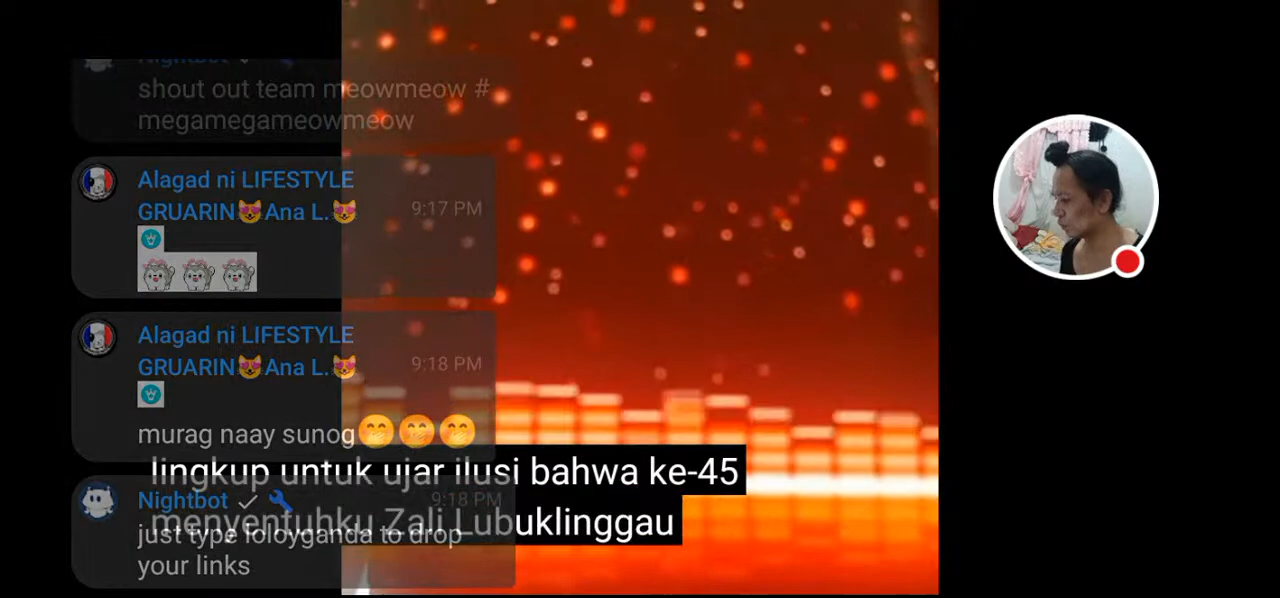 Nightbot
shout out team meowmeow #
megamegameowmeow
Alagad ni LIFESTYLE
GRUARIN😻Ana L.😻
9:17 PM
Alagad ni LIFESTYLE
GRUARIN😻Ana L.😻
9:18 PM
murag naay sunog🤭🤭🤭
lingkup untuk ujar ilusi bahwa ke-45
menyentuhku Zali Lubuklinggau
Nightbot
9:18 PM
just type loloyganda to drop
your links